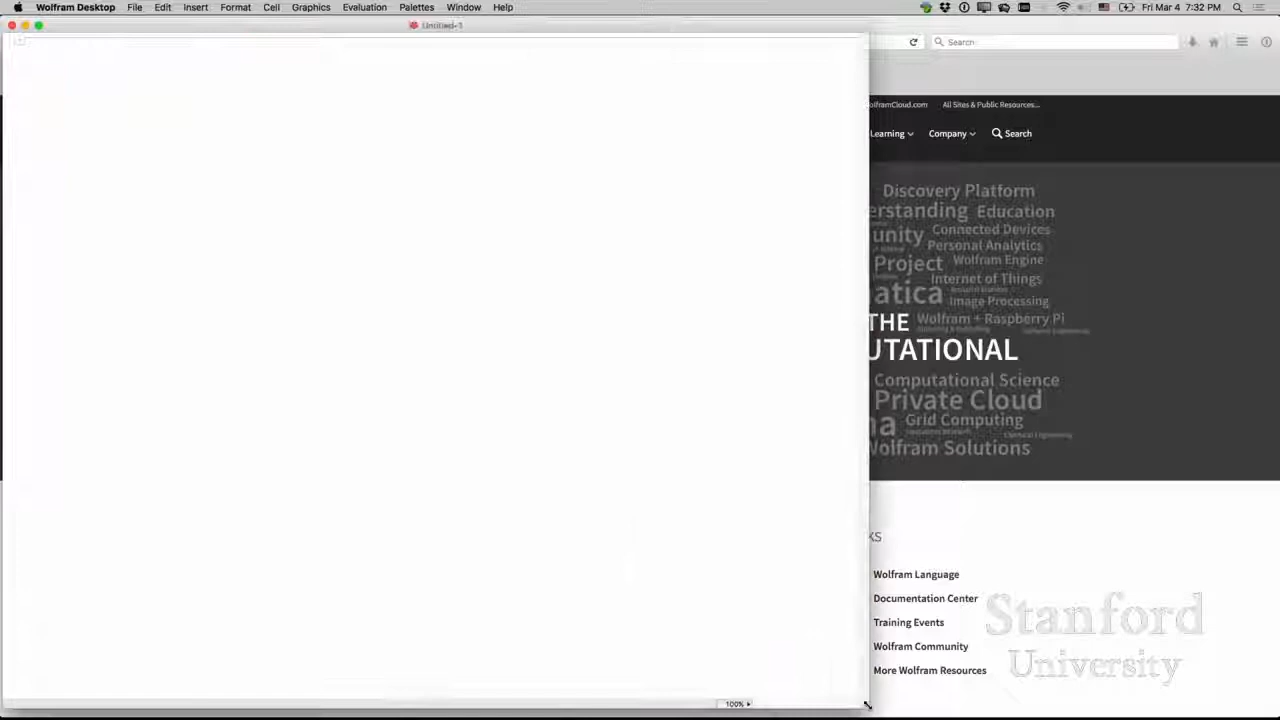 Wolfram Desktop File Edit Insert Format Cell Graphics Evaluation Palettes Window Help Fri Mar 4 7:32 PM
Untitled-1
Search
olframCloud.com All Sites & Public Resources...
Learning Company Search
Discovery Platform
erstanding Education
unity Connected Devices
Personal Analytics
Project Wolfram Engine
Internet of Things
atica Image Processing
THE Wolfram + Raspberry Pi
UTATIONAL
Computational Science
Private Cloud
na Grid Computing
Wolfram Solutions
KS
Wolfram Language
Documentation Center
Training Events
Wolfram Community
More Wolfram Resources
Stanford
University
100%